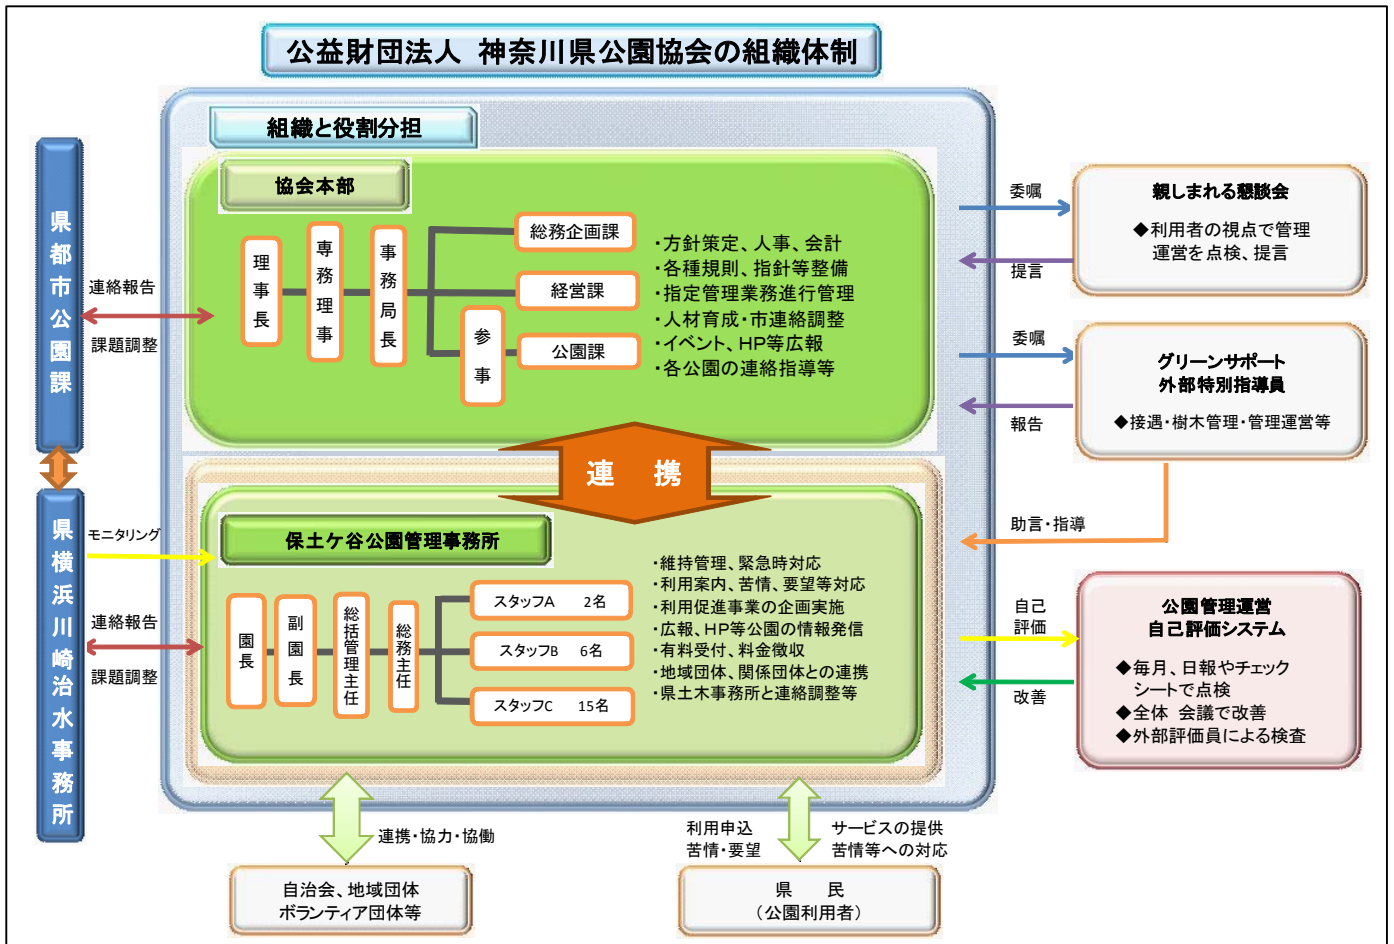 公益財団法人 神奈川県公園協会の組織体制
組織と役割分担
協会本部
理事長
専務理事
事務局長
総務企画課
経営課
参事
公園課
・方針策定、人事、会計
・各種規則、指針等整備
・指定管理業務進行管理
・人材育成・市連絡調整
・イベント、HP等広報
・各公園の連絡指導等
県都市公園課
連絡報告
課題調整
県横浜川崎治水事務所
モニタリング
連絡報告
課題調整
連 携
保土ケ谷公園管理事務所
園長
副園長
総括管理主任
総務主任
スタッフA 2名
スタッフB 6名
スタッフC 15名
・維持管理、緊急時対応
・利用案内、苦情、要望等対応
・利用促進事業の企画実施
・広報、HP等公園の情報発信
・有料受付、料金徴収
・地域団体、関係団体との連携
・県土木事務所と連絡調整等
委嘱
提言
親しまれる懇談会
◆利用者の視点で管理
運営を点検、提言
委嘱
報告
グリーンサポート
外部特別指導員
◆接遇・樹木管理・管理運営等
助言・指導
自己
評価
改善
公園管理運営
自己評価システム
◆毎月、日報やチェック
シートで点検
◆全体 会議で改善
◆外部評価員による検査
連携・協力・協働
自治会、地域団体
ボランティア団体等
利用申込
苦情・要望
サービスの提供
苦情等への対応
県 民
（公園利用者）